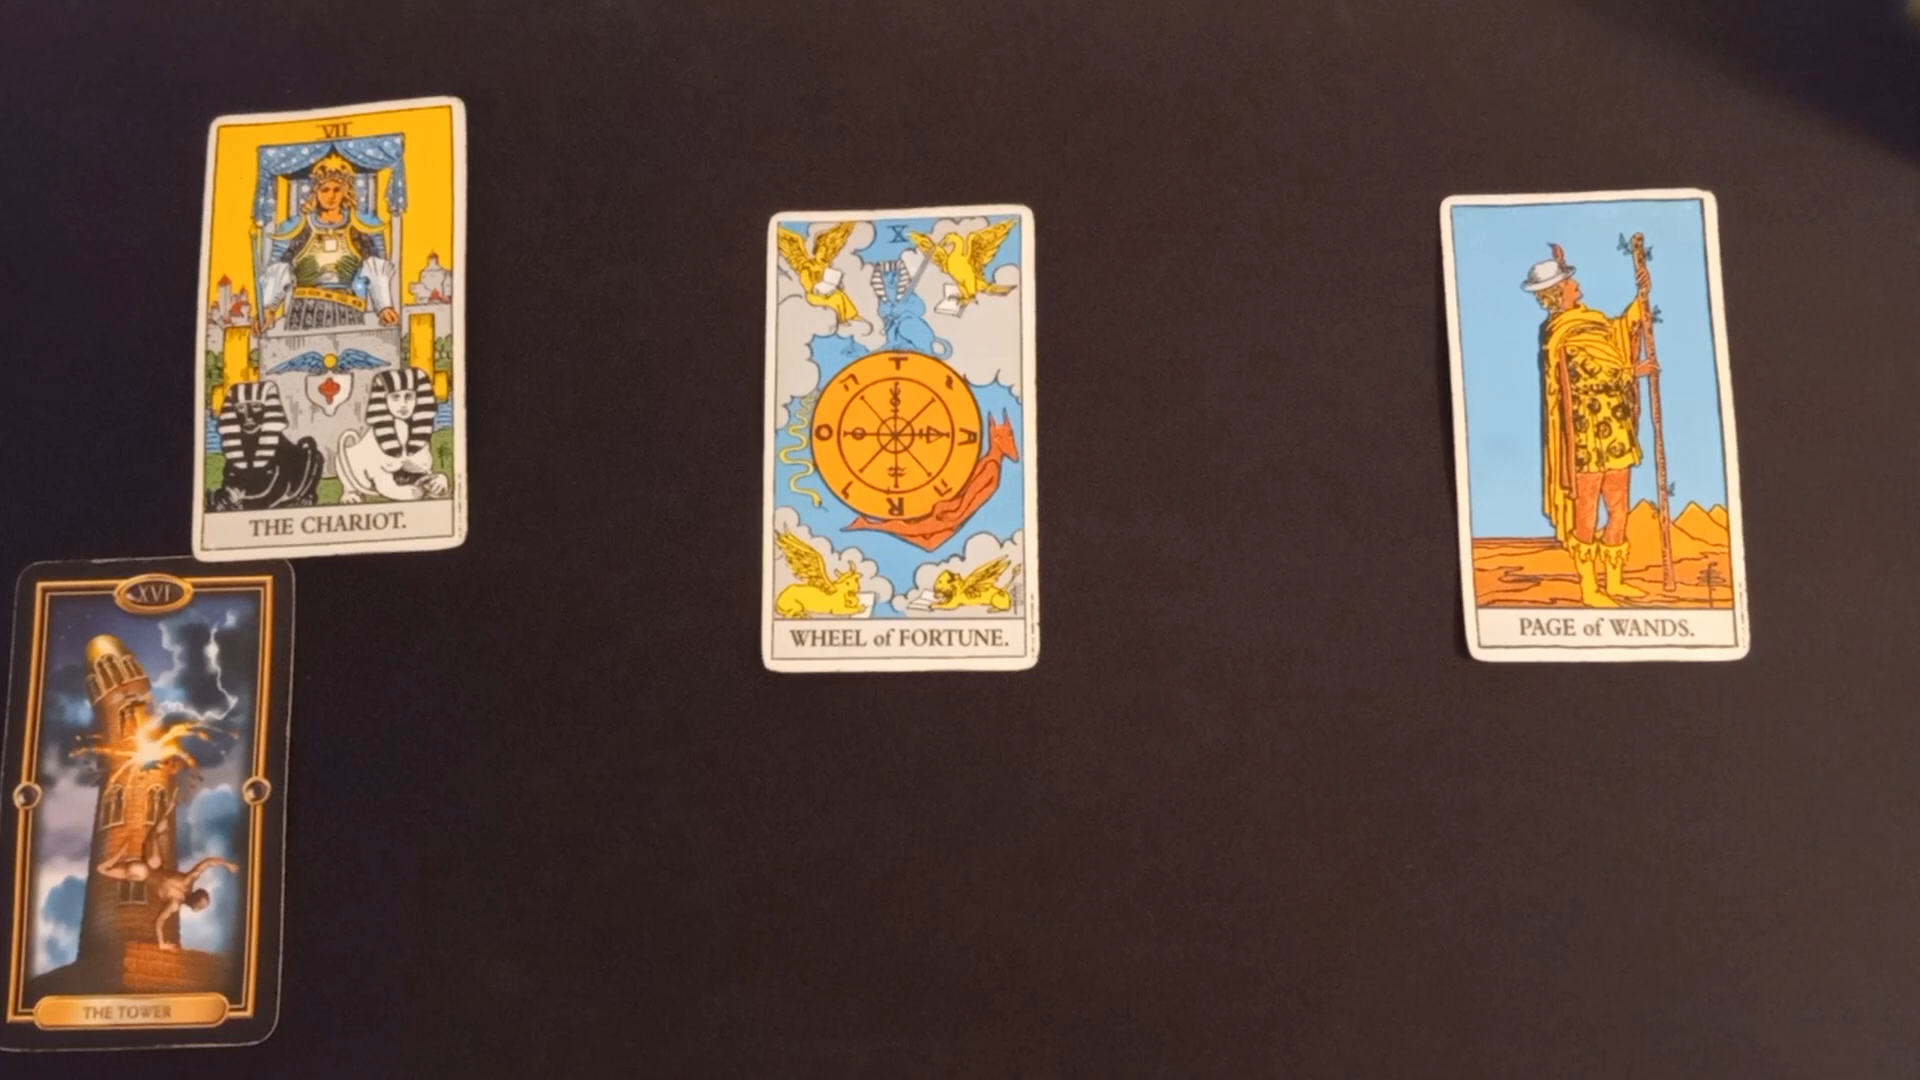 VII
THE CHARIOT.
XVI
THE TOWER
X
T
A
R
O
ה
ו
ה
י
WHEEL of FORTUNE.
PAGE of WANDS.